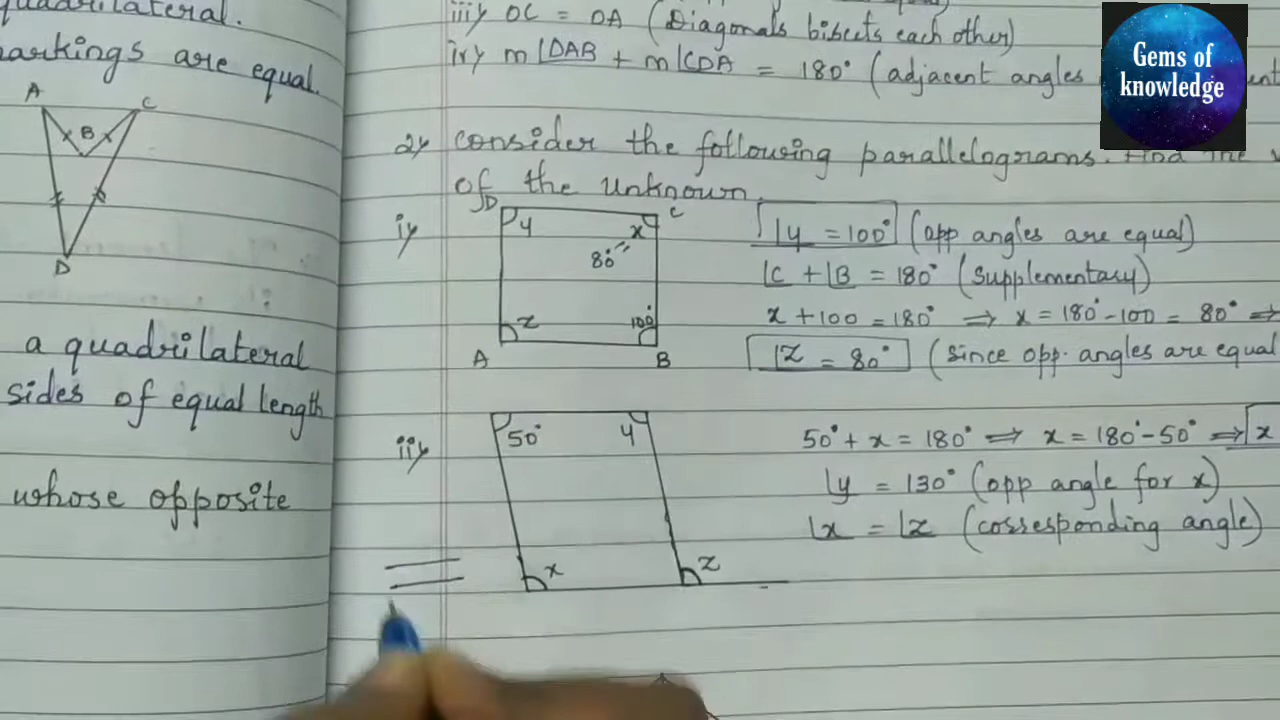 quadrilateral.
markings are equal.
A
C
B
D
a quadrilateral
sides of equal length
whose opposite
iii) OC = OA (Diagonals bisects each other)
iv) m∠DAB + m∠CDA = 180° (adjacent angles
Gems of
knowledge
2) Consider the following parallelograms. Find the
of the unknown.
i)
D
C
y
x
80°
z
100°
A
B
∠y = 100° (opp angles are equal)
∠C + ∠B = 180° (Supplementary)
x + 100 = 180° ⇒ x = 180° - 100 = 80° ⇒
∠z = 80° (since opp. angles are equal
ii)
50°
y
x
z
50° + x = 180° ⇒ x = 180° - 50° ⇒ x
∠y = 130° (opp angle for x)
∠x = ∠z (corresponding angle)